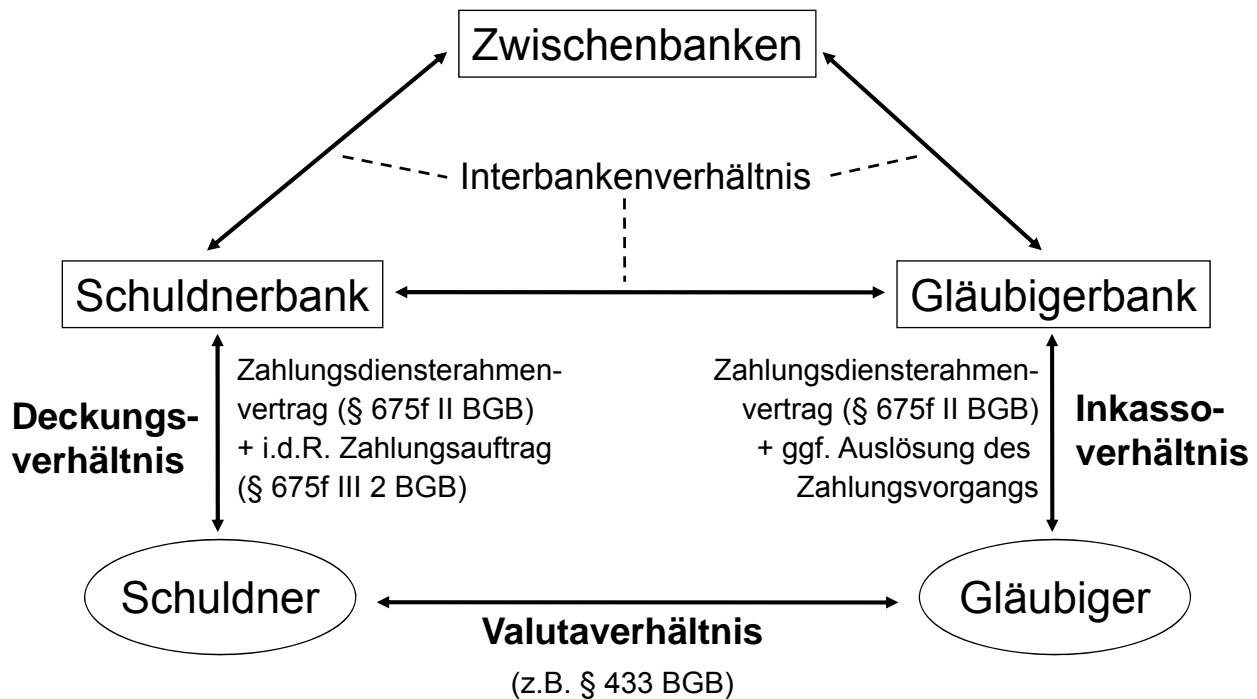 Zwischenbanken
Interbankenverhältnis
Schuldnerbank
Gläubigerbank
Deckungs-
verhältnis
Zahlungsdiensterahmen-
vertrag (§ 675f II BGB)
+ i.d.R. Zahlungsauftrag
(§ 675f III 2 BGB)
Zahlungsdiensterahmen-
vertrag (§ 675f II BGB)
+ ggf. Auslösung des
Zahlungsvorgangs
Inkasso-
verhältnis
Schuldner
Gläubiger
Valutaverhältnis
(z.B. § 433 BGB)